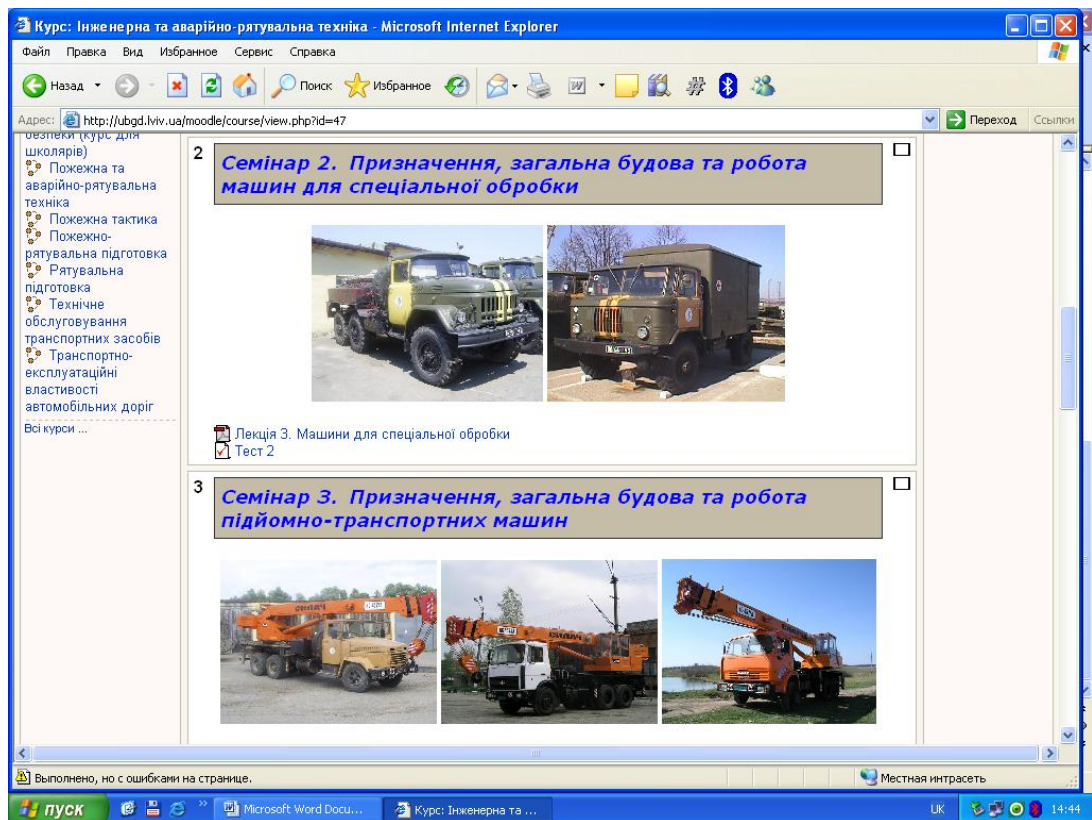 Курс: Інженерна та аварійно-рятувальна техніка - Microsoft Internet Explorer
Файл Правка Вид Избранное Сервис Справка
Назад Поиск Избранное
Адрес: http://ubgd.lviv.ua/moodle/course/view.php?id=47 Переход Ссылки
безпеки (курс для
школярів)
Пожежна та
аварійно-рятувальна
техніка
Пожежна тактика
Пожежно-
рятувальна підготовка
Рятувальна
підготовка
Технічне
обслуговування
транспортних засобів
Транспортно-
експлуатаційні
властивості
автомобільних доріг
Всі курси ...
2
Семінар 2. Призначення, загальна будова та робота
машин для спеціальної обробки
Лекція 3. Машини для спеціальної обробки
Тест 2
3
Семінар 3. Призначення, загальна будова та робота
підйомно-транспортних машин
Выполнено, но с ошибками на странице. Местная интрасеть
пуск Microsoft Word Docu... Курс: Інженерна та ... UK 14:44